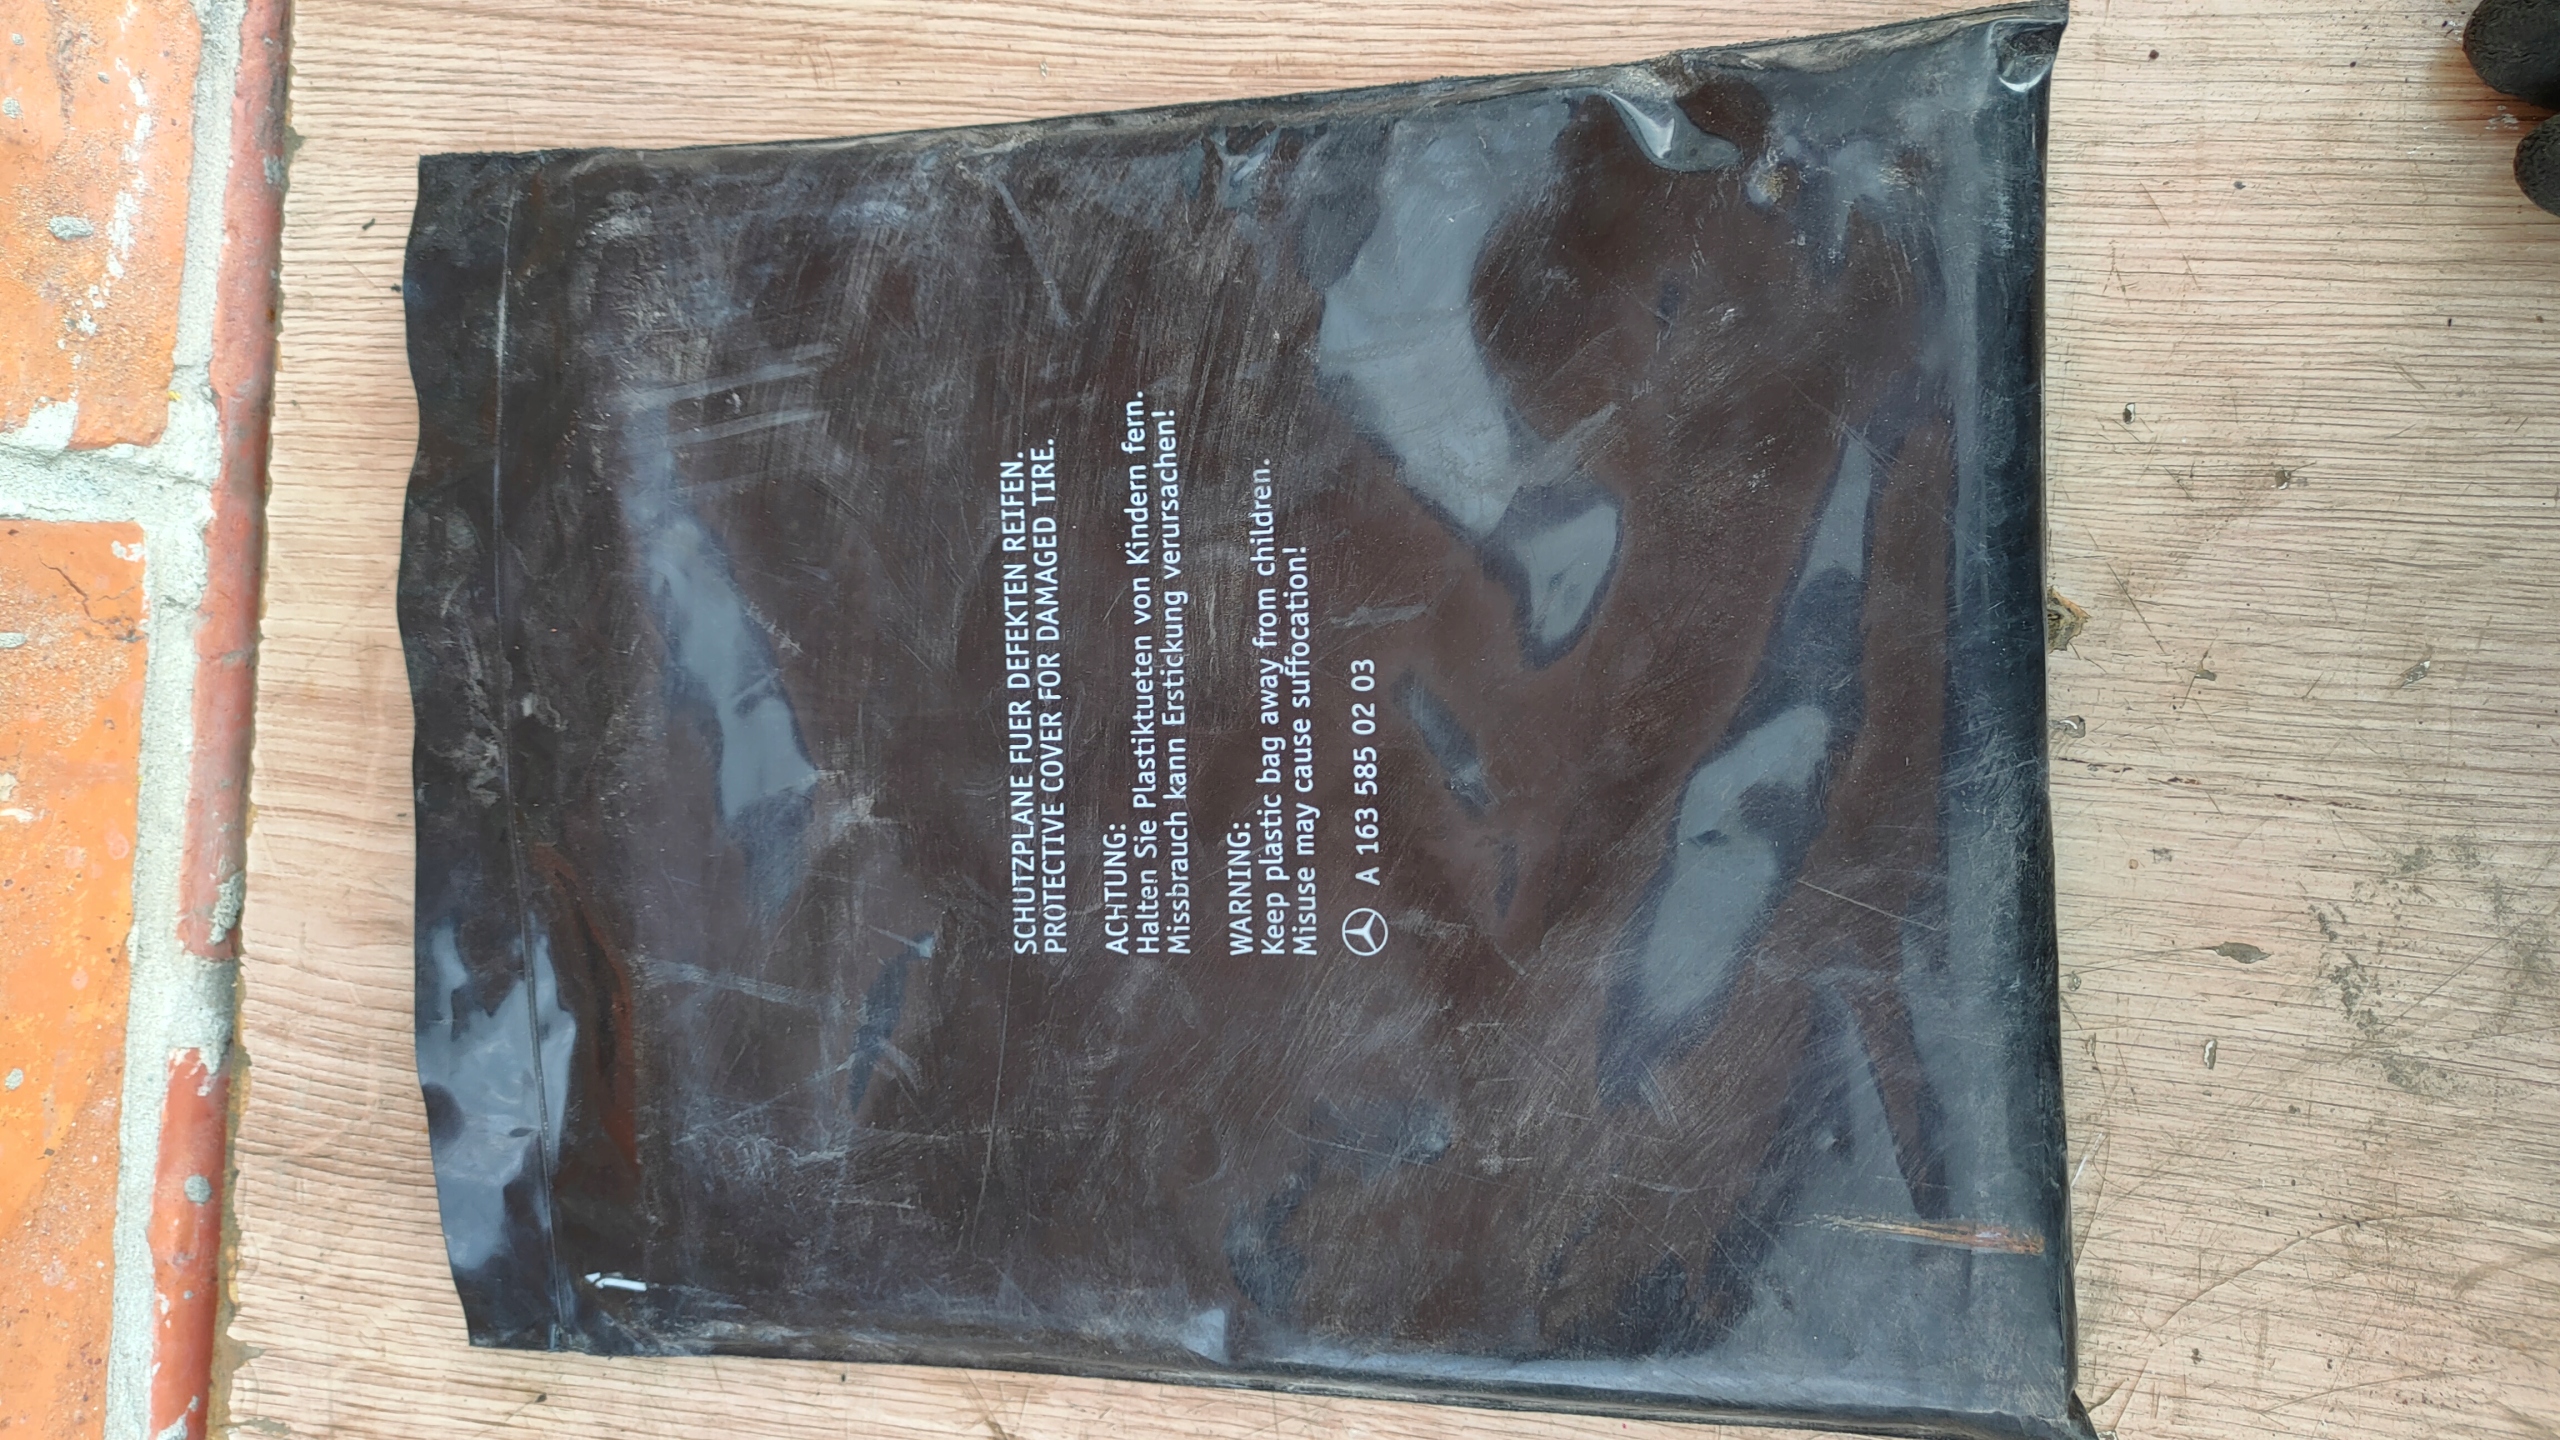 SCHUTZPLANE FUER DEFEKTEN REIFEN.
PROTECTIVE COVER FOR DAMAGED TIRE.
ACHTUNG:
Halten Sie Plastiktueten von Kindern fern.
Missbrauch kann Erstickung verursachen!
WARNING:
Keep plastic bag away from children.
Misuse may cause suffocation!
A 163 585 02 03